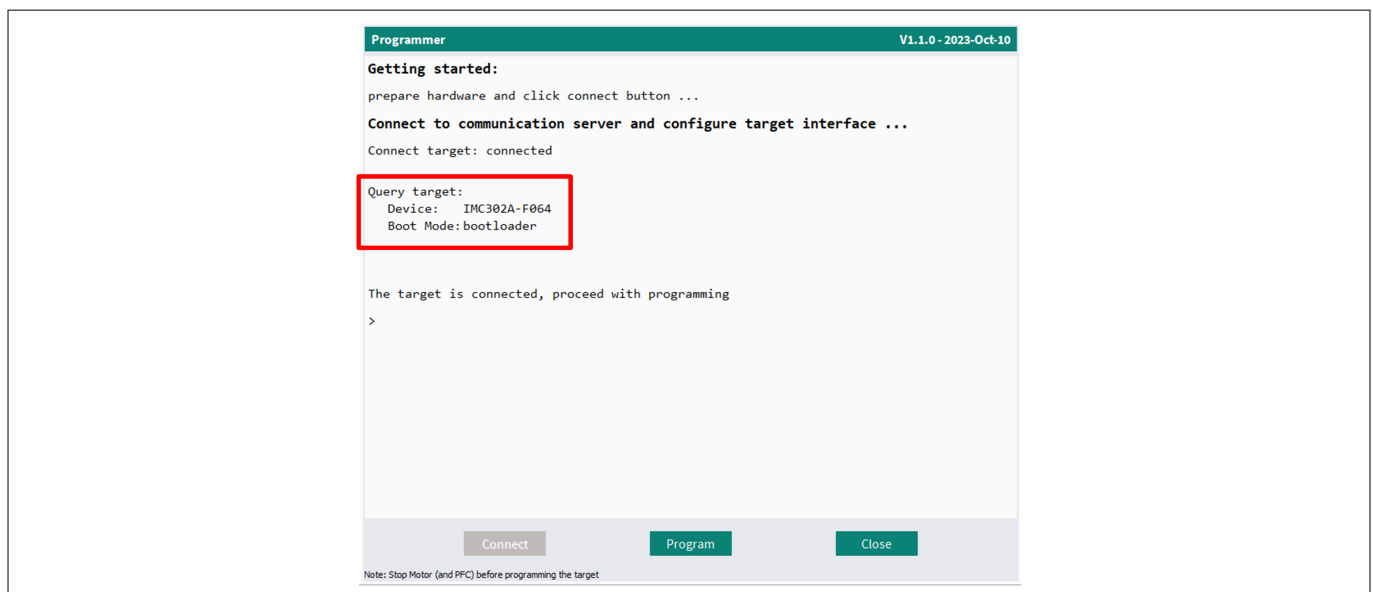 Programmer V1.1.0 - 2023-Oct-10
Getting started:
prepare hardware and click connect button ...
Connect to communication server and configure target interface ...
Connect target: connected
Query target:
Device: IMC302A-F064
Boot Mode: bootloader
The target is connected, proceed with programming
>
Connect Program Close
Note: Stop Motor (and PFC) before programming the target